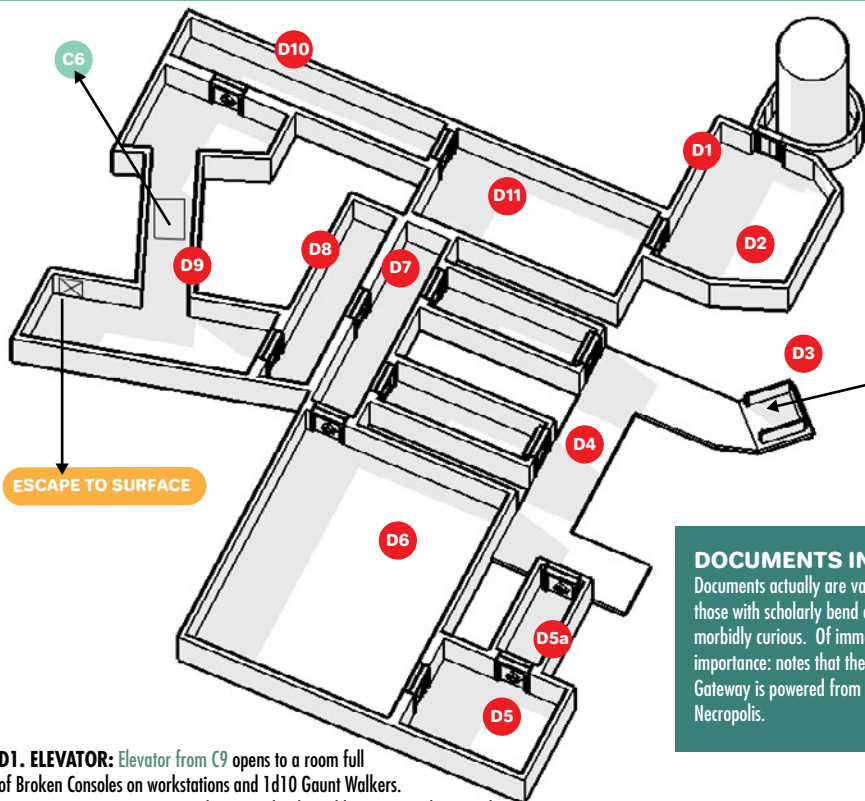 C6
D10
D1
D11
D2
D8
D7
D9
D3
D4
ESCAPE TO SURFACE
D6
D5a
D5
DOCUMENTS IN
Documents actually are va
those with scholarly bend
morbidly curious. Of imm
importance: notes that the
Gateway is powered from
Necropolis.
D1. ELEVATOR: Elevator from C9 opens to a room full
of Broken Consoles on workstations and 1d10 Gaunt Walkers.